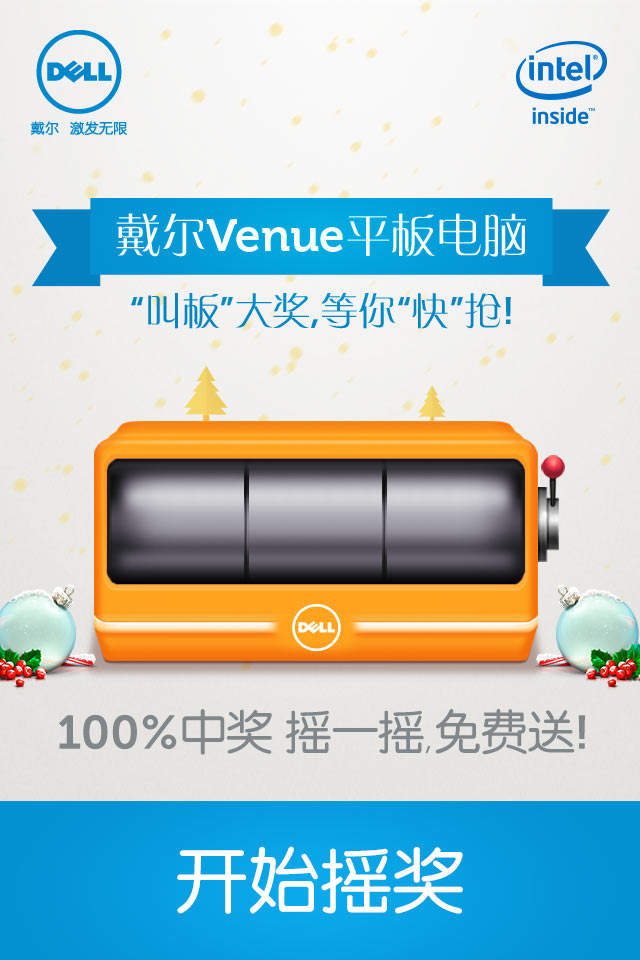 DELL
戴尔 激发无限
intel
inside™
戴尔Venue平板电脑
“叫板”大奖,等你“快”抢!
DELL
100%中奖 摇一摇,免费送!
开始摇奖